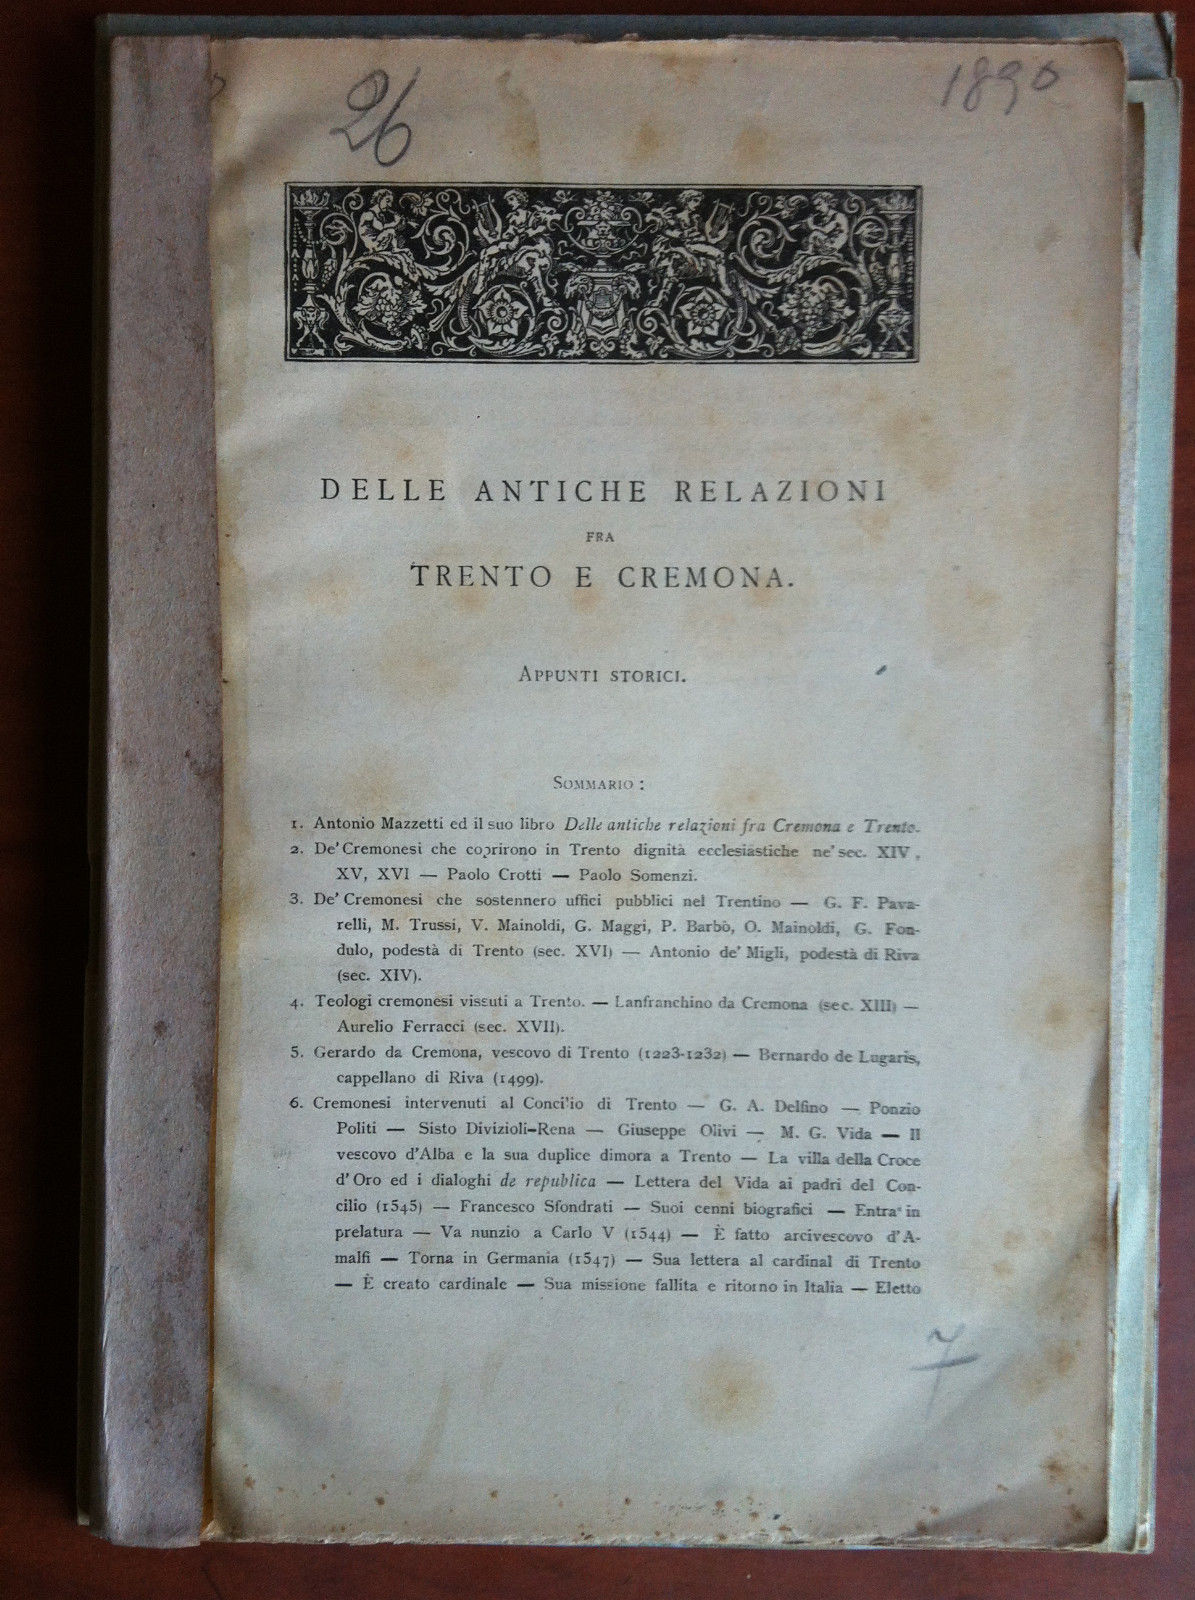 26
1890
DELLE ANTICHE RELAZIONI
FRA
TRENTO E CREMONA.
APPUNTI STORICI.
SOMMARIO :
1. Antonio Mazzetti ed il suo libro Delle antiche relazioni fra Cremona e Trento.
2. De' Cremonesi che coprirono in Trento dignità ecclesiastiche ne' sec. XIV,
XV, XVI — Paolo Crotti — Paolo Somenzi.
3. De' Cremonesi che sostennero uffici pubblici nel Trentino — G. F. Pava-
relli, M. Trussi, V. Mainoldi, G. Maggi, P. Barbò, O. Mainoldi, G. Fon-
dulo, podestà di Trento (sec. XVI) — Antonio de' Migli, podestà di Riva
(sec. XIV).
4. Teologi cremonesi vissuti a Trento. — Lanfranchino da Cremona (sec. XIII) —
Aurelio Ferracci (sec. XVII).
5. Gerardo da Cremona, vescovo di Trento (1223-1232) — Bernardo de Lugaris,
cappellano di Riva (1499).
6. Cremonesi intervenuti al Concilio di Trento — G. A. Delfino — Ponzio
Politi — Sisto Divizioli-Rena — Giuseppe Olivi — M. G. Vida — Il
vescovo d'Alba e la sua duplice dimora a Trento — La villa della Croce
d'Oro ed i dialoghi de republica — Lettera del Vida ai padri del Con-
cilio (1545) — Francesco Sfondrati — Suoi cenni biografici — Entra in
prelatura — Va nunzio a Carlo V (1544) — È fatto arcivescovo d'A-
malfi — Torna in Germania (1547) — Sua lettera al cardinal di Trento
— È creato cardinale — Sua missione fallita e ritorno in Italia — Eletto
7